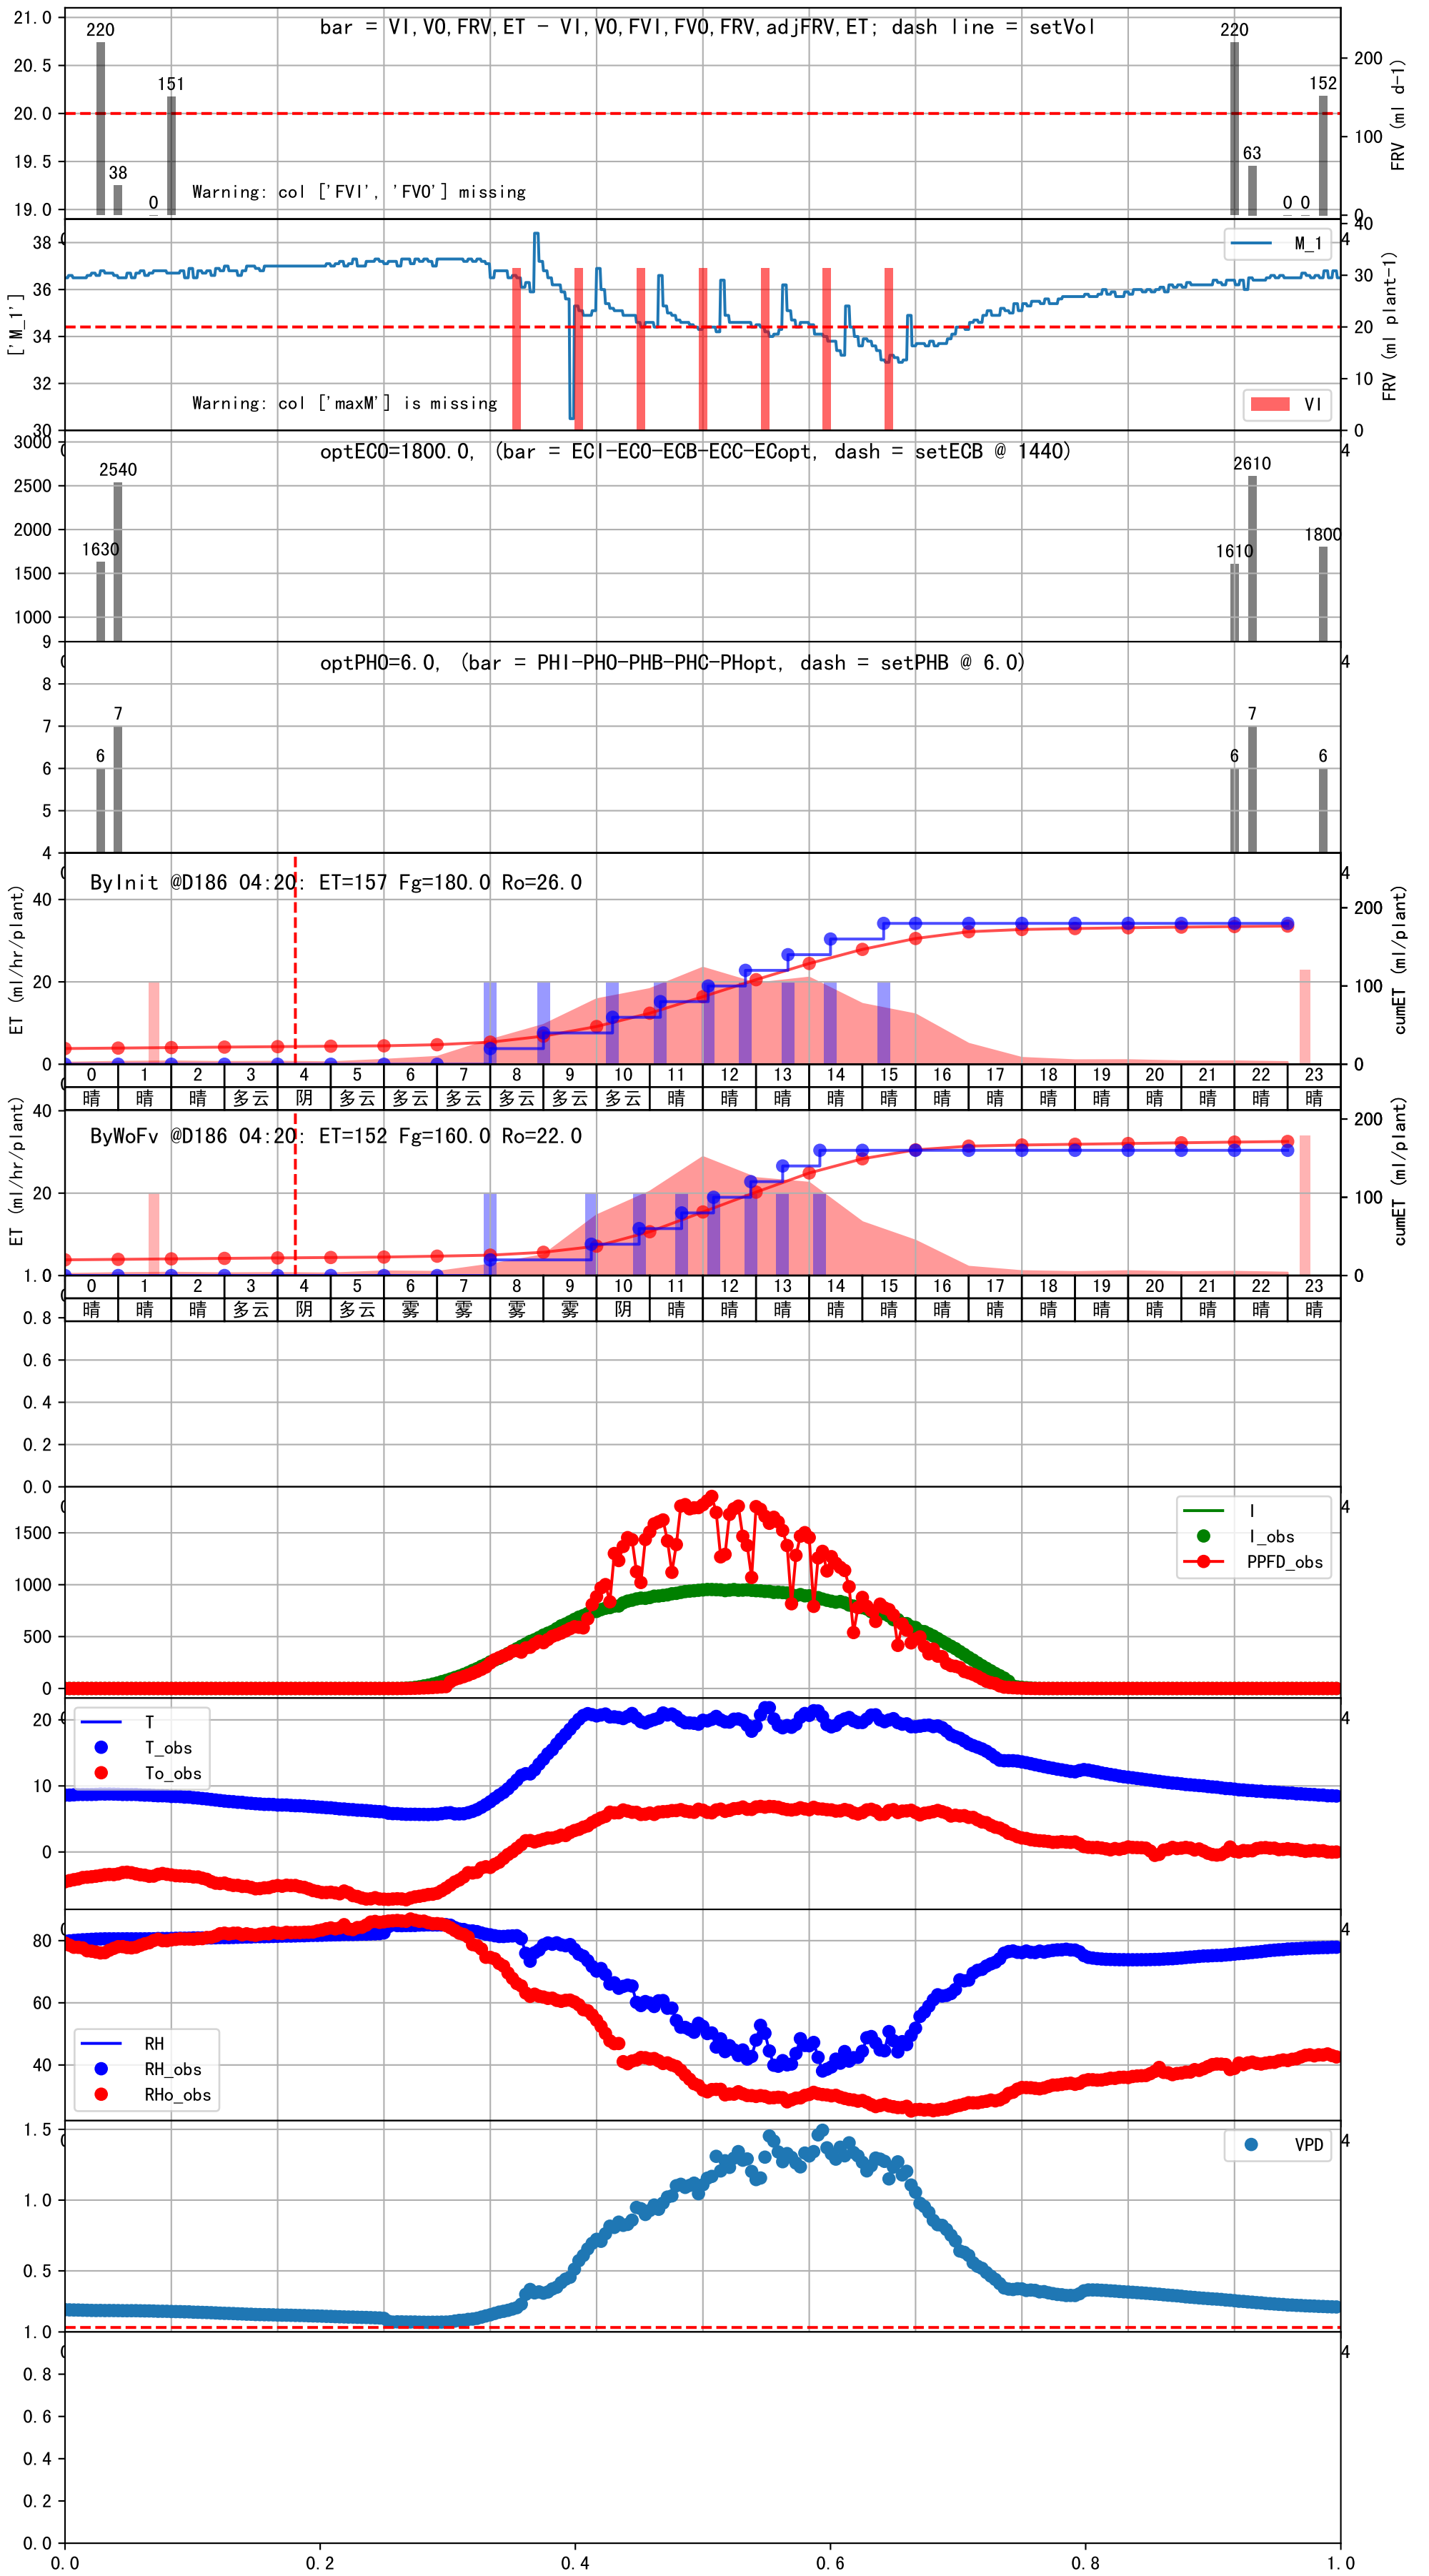 bar = VI,VO,FRV,ET - VI,VO,FVI,FVO,FRV,adjFRV,ET; dash line = setVol
21.0
20.5
20.0
19.5
19.0
220
38
0
151
220
63
0 0
152
200
100
0
FRV (ml d-1)
Warning: col ['FVI', 'FVO'] missing
['M_1']
38
36
34
32
30
M_1
4
40
30
20
10
0
FRV (ml plant-1)
Warning: col ['maxM'] is missing
VI
optECO=1800.0, (bar = ECI-ECO-ECB-ECC-ECopt, dash = setECB @ 1440)
3000
2500
2000
1500
1000
1630
2540
1610
2610
1800
4
optPHO=6.0, (bar = PHI-PHO-PHB-PHC-PHopt, dash = setPHB @ 6.0)
9
8
7
6
5
4
6
7
6
7
6
4
ByInit @D186 04:20: ET=157 Fg=180.0 Ro=26.0
ET (ml/hr/plant)
40
20
0
4
200
100
0
cumET (ml/plant)
0 1 2 3 4 5 6 7 8 9 10 11 12 13 14 15 16 17 18 19 20 21 22 23
晴 晴 晴 多云 阴 多云 多云 多云 多云 多云 多云 晴 晴 晴 晴 晴 晴 晴 晴 晴 晴 晴 晴 晴
ByWoFv @D186 04:20: ET=152 Fg=160.0 Ro=22.0
ET (ml/hr/plant)
40
20
200
100
0
cumET (ml/plant)
0 1 2 3 4 5 6 7 8 9 10 11 12 13 14 15 16 17 18 19 20 21 22 23
晴 晴 晴 多云 阴 多云 雾 雾 雾 雾 阴 晴 晴 晴 晴 晴 晴 晴 晴 晴 晴 晴 晴 晴
1.0
0.8
0.6
0.4
0.2
0.0
1500
1000
500
0
I
I_obs
PPFD_obs
4
20
10
0
T
T_obs
To_obs
4
80
60
40
RH
RH_obs
RHo_obs
4
1.5
1.0
0.5
VPD
4
1.0
0.8
0.6
0.4
0.2
0.0
4
0.0 0.2 0.4 0.6 0.8 1.0